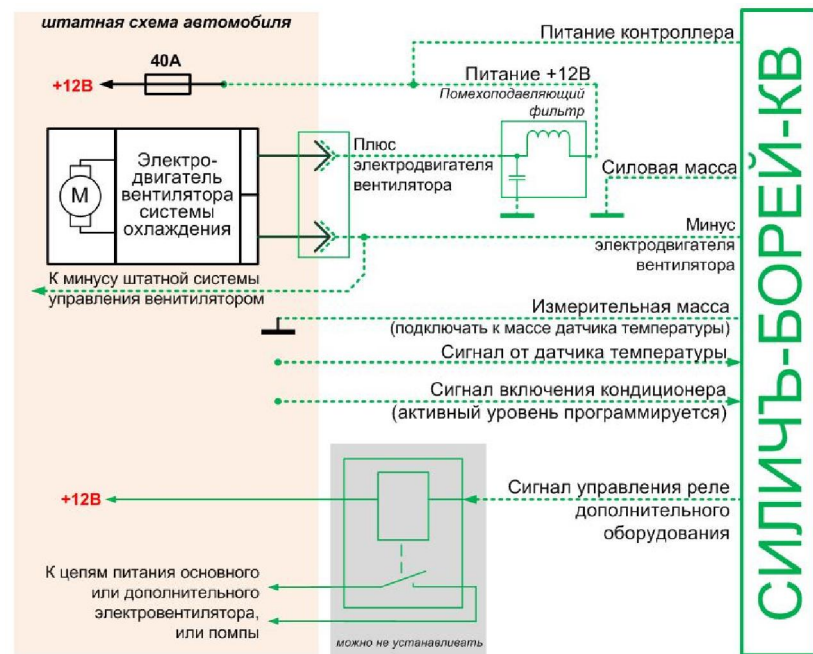 штатная схема автомобиля
40А
+12В
Питание контроллера
Питание +12В
Помехоподавляющий
фильтр
М
Электро-
двигатель
вентилятора
системы
охлаждения
Плюс
электродвигателя
вентилятора
Силовая масса
Минус
электродвигателя
вентилятора
К минусу штатной системы
управления венитилятором
Измерительная масса
(подключать к массе датчика температуры)
Сигнал от датчика температуры
Сигнал включения кондиционера
(активный уровень программируется)
+12В
Сигнал управления реле
дополнительного
оборудования
К цепям питания основного
или дополнительного
электровентилятора,
или помпы
можно не устанавливать
СИЛИЧЪ-БОРЕЙ-КВ